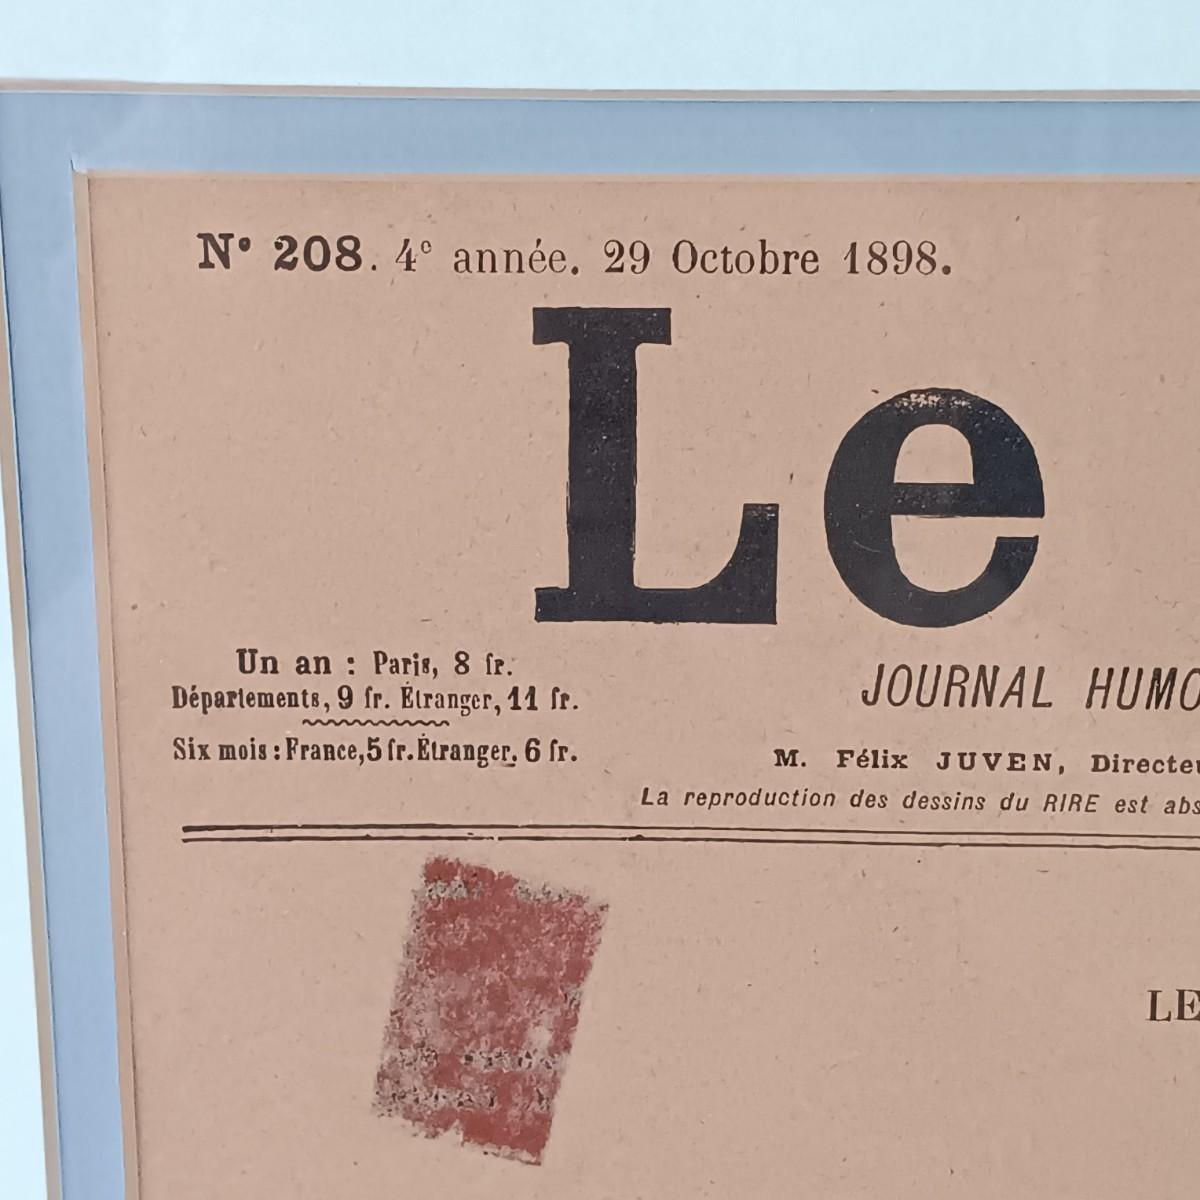 N° 208. 4e année. 29 Octobre 1898.
Le
Un an : Paris, 8 fr.
Départements, 9 fr. Étranger, 11 fr.
Six mois : France, 5 fr. Étranger. 6 fr.
JOURNAL HUMO
M. Félix JUVEN, Directeu
La reproduction des dessins du RIRE est abs
LE